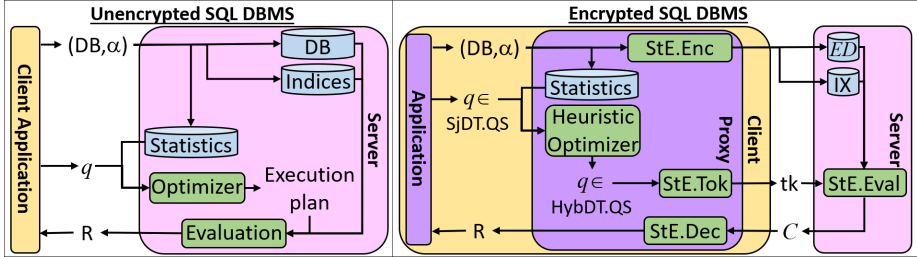 Unencrypted SQL DBMS
Client Application
(DB,α)
DB
Indices
Statistics
Server
q
Optimizer
Execution
plan
R
Evaluation
Encrypted SQL DBMS
Application
(DB,α)
StE.Enc
ED
IX
Statistics
q ∈
SjDT.QS
Heuristic
Optimizer
Proxy
Client
Server
q ∈
HybDT.QS
StE.Tok
tk
StE.Eval
R
StE.Dec
C